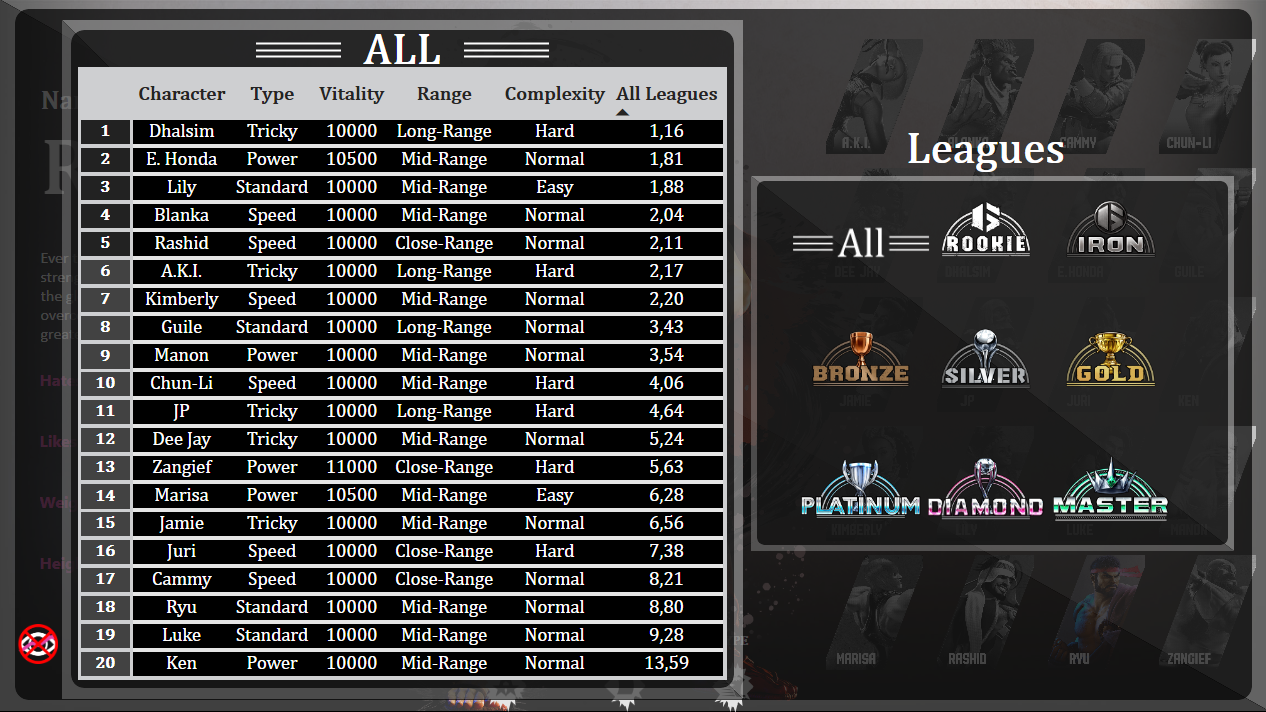 ALL
Character Type Vitality Range Complexity All Leagues
1 Dhalsim Tricky 10000 Long-Range Hard 1,16
2 E. Honda Power 10500 Mid-Range Normal 1,81
3 Lily Standard 10000 Mid-Range Easy 1,88
4 Blanka Speed 10000 Mid-Range Normal 2,04
5 Rashid Speed 10000 Close-Range Normal 2,11
6 A.K.I. Tricky 10000 Long-Range Hard 2,17
7 Kimberly Speed 10000 Mid-Range Normal 2,20
8 Guile Standard 10000 Long-Range Normal 3,43
9 Manon Power 10000 Mid-Range Normal 3,54
10 Chun-Li Speed 10000 Mid-Range Hard 4,06
11 JP Tricky 10000 Long-Range Hard 4,64
12 Dee Jay Tricky 10000 Mid-Range Normal 5,24
13 Zangief Power 11000 Close-Range Hard 5,63
14 Marisa Power 10500 Mid-Range Easy 6,28
15 Jamie Tricky 10000 Mid-Range Normal 6,56
16 Juri Speed 10000 Close-Range Hard 7,38
17 Cammy Speed 10000 Close-Range Normal 8,21
18 Ryu Standard 10000 Mid-Range Normal 8,80
19 Luke Standard 10000 Mid-Range Normal 9,28
20 Ken Power 10000 Mid-Range Normal 13,59
A.K.I. BLANKA CAMMY CHUN-LI
Leagues
All ROOKIE IRON
DEE JAY DHALSIM E.HONDA GUILE
BRONZE SILVER GOLD
JAMIE JP JURI KEN
PLATINUM DIAMOND MASTER
KIMBERLY LILY LUKE MANON
MARISA RASHID RYU ZANGIEF
Ever
the g
over
grea